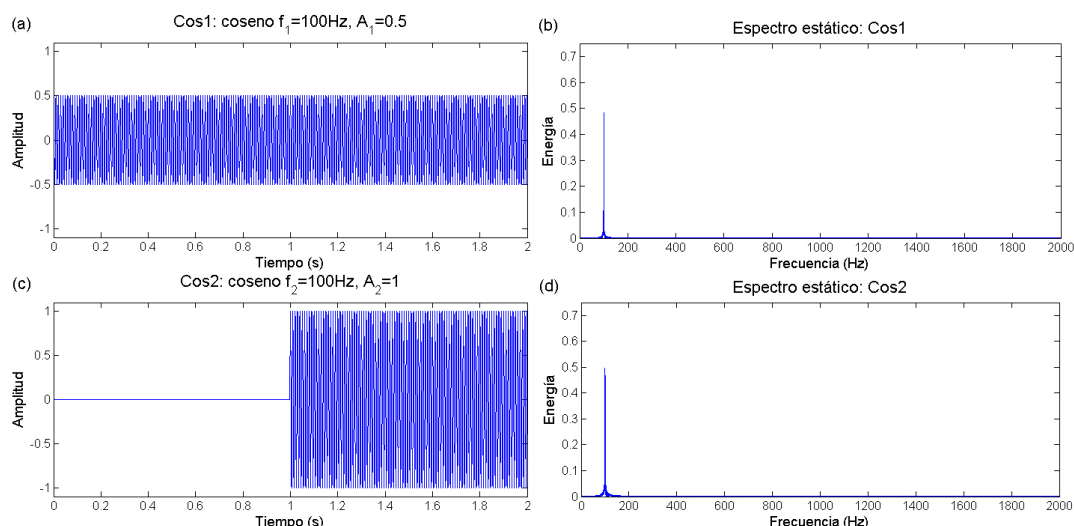 (a)
Cos1: coseno f_1=100Hz, A_1=0.5
1
0.5
0
-0.5
-1
Amplitud
0 0.2 0.4 0.6 0.8 1 1.2 1.4 1.6 1.8 2
Tiempo (s)
(b)
Espectro estático: Cos1
0.7
0.6
0.5
0.4
0.3
0.2
0.1
0
Energía
0 200 400 600 800 1000 1200 1400 1600 1800 2000
Frecuencia (Hz)
(c)
Cos2: coseno f_2=100Hz, A_2=1
1
0.5
0
-0.5
-1
Amplitud
0 0.2 0.4 0.6 0.8 1 1.2 1.4 1.6 1.8 2
Tiempo (s)
(d)
Espectro estático: Cos2
0.7
0.6
0.5
0.4
0.3
0.2
0.1
0
Energía
0 200 400 600 800 1000 1200 1400 1600 1800 2000
Frecuencia (Hz)